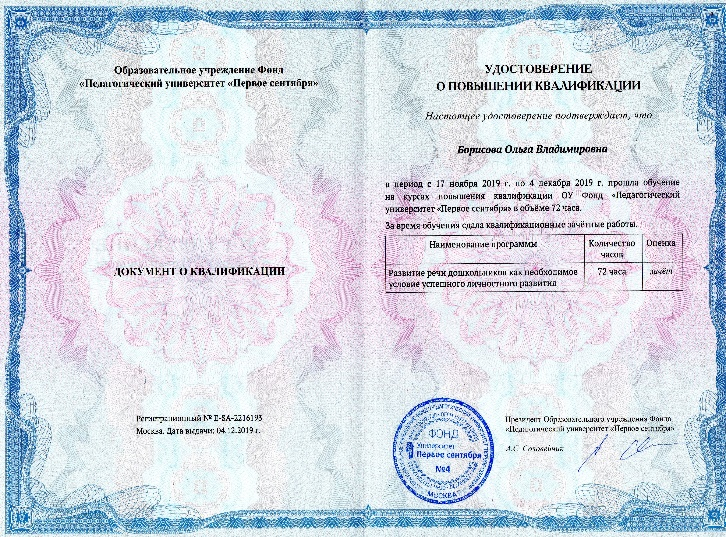 Образовательное учреждение Фонд
«Педагогический университет «Первое сентября»
ДОКУМЕНТ О КВАЛИФИКАЦИИ
Регистрационный № E-SA-2216193
Москва. Дата выдачи: 04.12.2019 г.
УДОСТОВЕРЕНИЕ
О ПОВЫШЕНИИ КВАЛИФИКАЦИИ
Настоящее удостоверение подтверждает, что
Борисова Ольга Владимировна
в период с 17 ноября 2019 г. по 4 декабря 2019 г. прошла обучение
на курсах повышения квалификации ОУ Фонд «Педагогический
университет «Первое сентября» в объёме 72 часа.
За время обучения сдала квалификационные зачётные работы.
Наименование программы Количество часов Оценка
Развитие речи дошкольников как необходимое 72 часа зачёт
условие успешного личностного развития
ФОНД
Университет
Первое сентября
№4
МОСКВА
Президент Образовательного учреждения Фонда
«Педагогический университет «Первое сентября»
А.С. Соловейчик